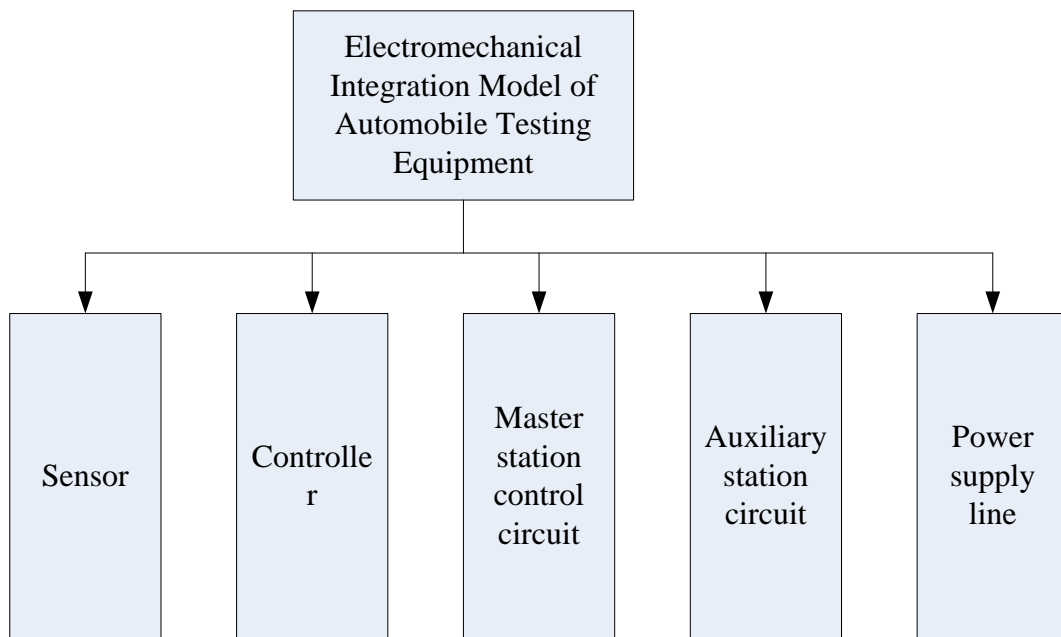 Electromechanical
Integration Model of
Automobile Testing
Equipment
Sensor
Controlle
r
Master
station
control
circuit
Auxiliary
station
circuit
Power
supply
line